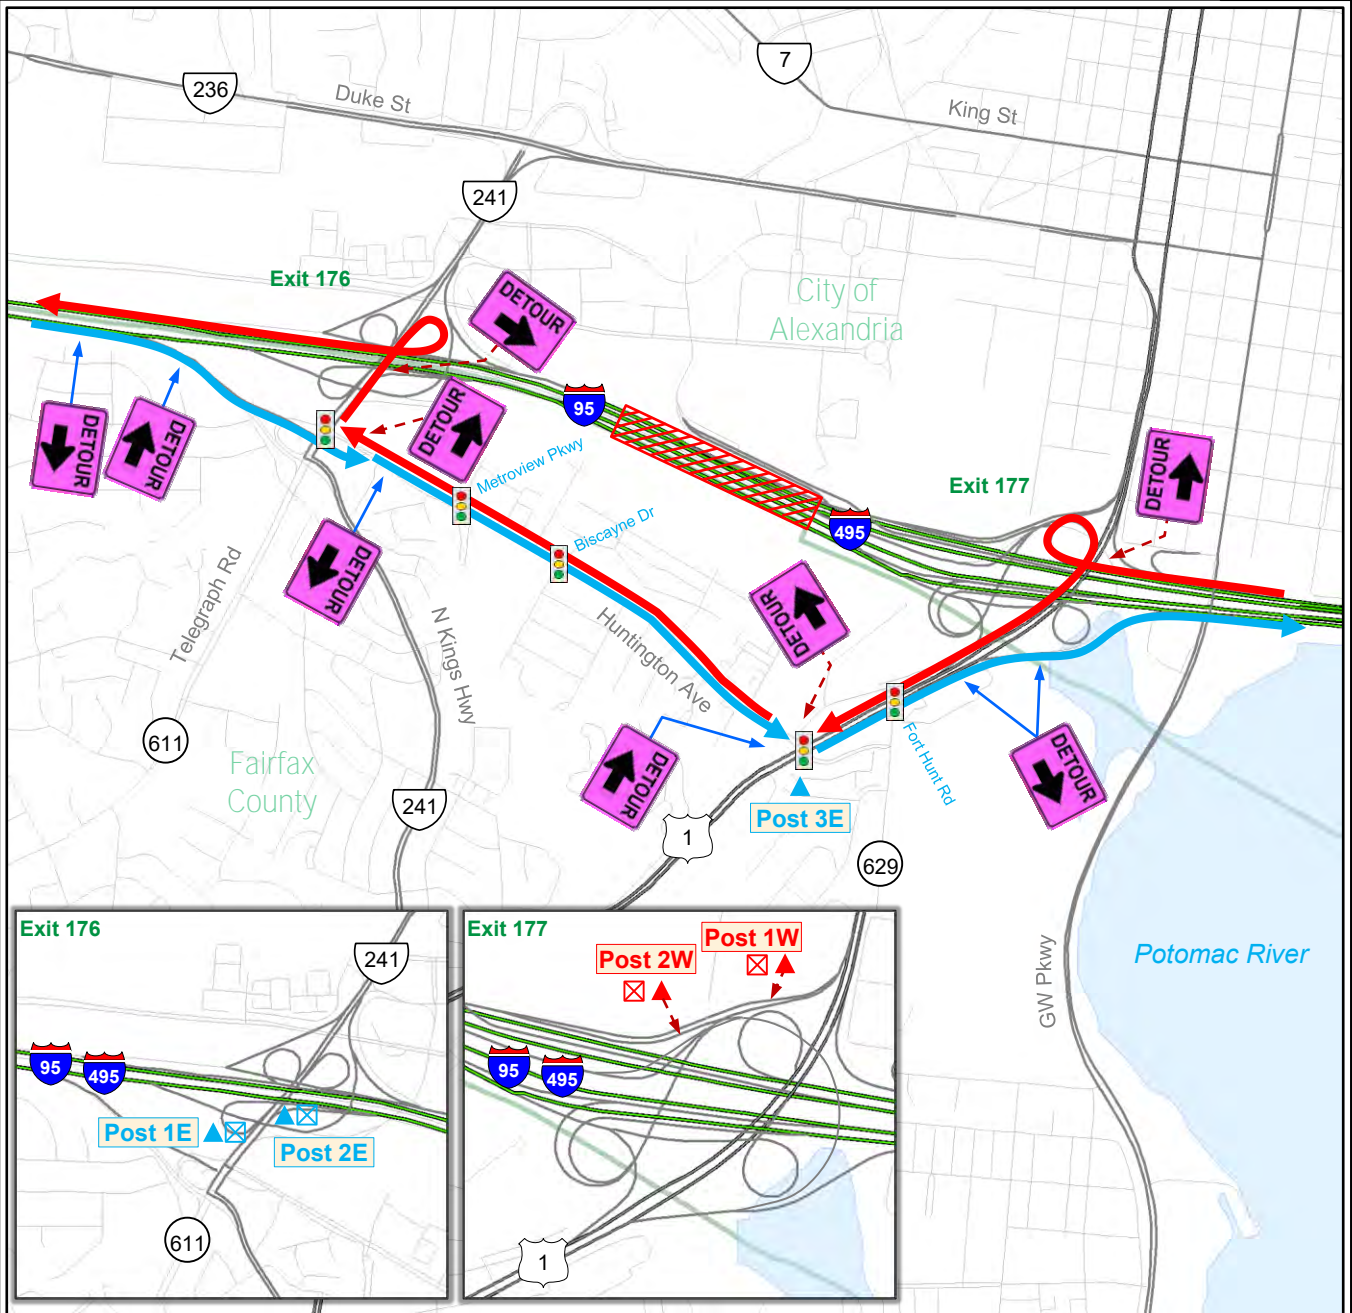 7
236
Duke St
King St
241
Exit 176
DETOUR
City of
Alexandria
95
DETOUR
DETOUR
DETOUR
Metroview Pkwy
Exit 177
DETOUR
495
Biscayne Dr
DETOUR
Telegraph Rd
N Kings Hwy
Huntington Ave
DETOUR
611
Fairfax
County
DETOUR
Fort Hunt Rd
DETOUR
241
Post 3E
1
629
Exit 176
241
95
495
Post 1E
Post 2E
611
Exit 177
Post 1W
Post 2W
95
495
1
GW Pkwy
Potomac River